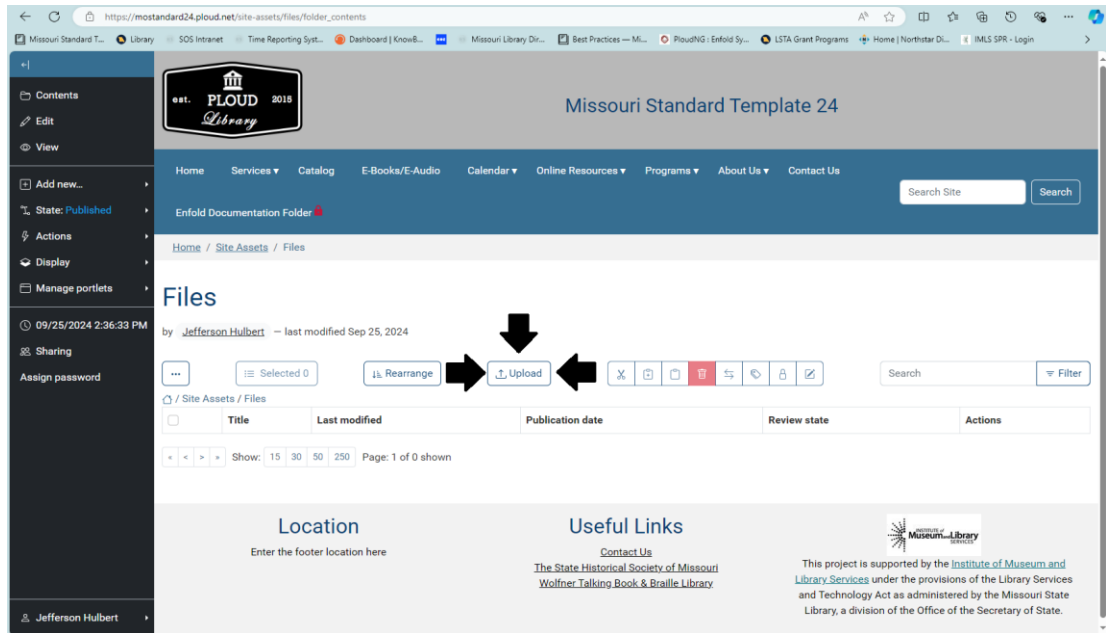 https://mostandard24.ploud.net/site-assets/files/folder_contents
Missouri Standard T... Library SOS Intranet Time Reporting Syst... Dashboard | KnowB... Missouri Library Dir... Best Practices — Mi... PloudNG : Enfold Sy... LSTA Grant Programs Home | Northstar Di... IMLS SPR - Login
Contents
Edit
View
Add new...
State: Published
Actions
Display
Manage portlets
09/25/2024 2:36:33 PM
Sharing
Assign password
Jefferson Hulbert
est. PLOUD 2015
Library
Missouri Standard Template 24
Home Services ▾ Catalog E-Books/E-Audio Calendar ▾ Online Resources ▾ Programs ▾ About Us ▾ Contact Us
Enfold Documentation Folder
Search Site Search
Home / Site Assets / Files
Files
by Jefferson Hulbert — last modified Sep 25, 2024
... Selected 0 Rearrange Upload Search Filter
/ Site Assets / Files
Title Last modified Publication date Review state Actions
« < > » Show: 15 30 50 250 Page: 1 of 0 shown
Location
Enter the footer location here
Useful Links
Contact Us
The State Historical Society of Missouri
Wolfner Talking Book & Braille Library
INSTITUTE of
Museum and Library
SERVICES
This project is supported by the Institute of Museum and
Library Services under the provisions of the Library Services
and Technology Act as administered by the Missouri State
Library, a division of the Office of the Secretary of State.